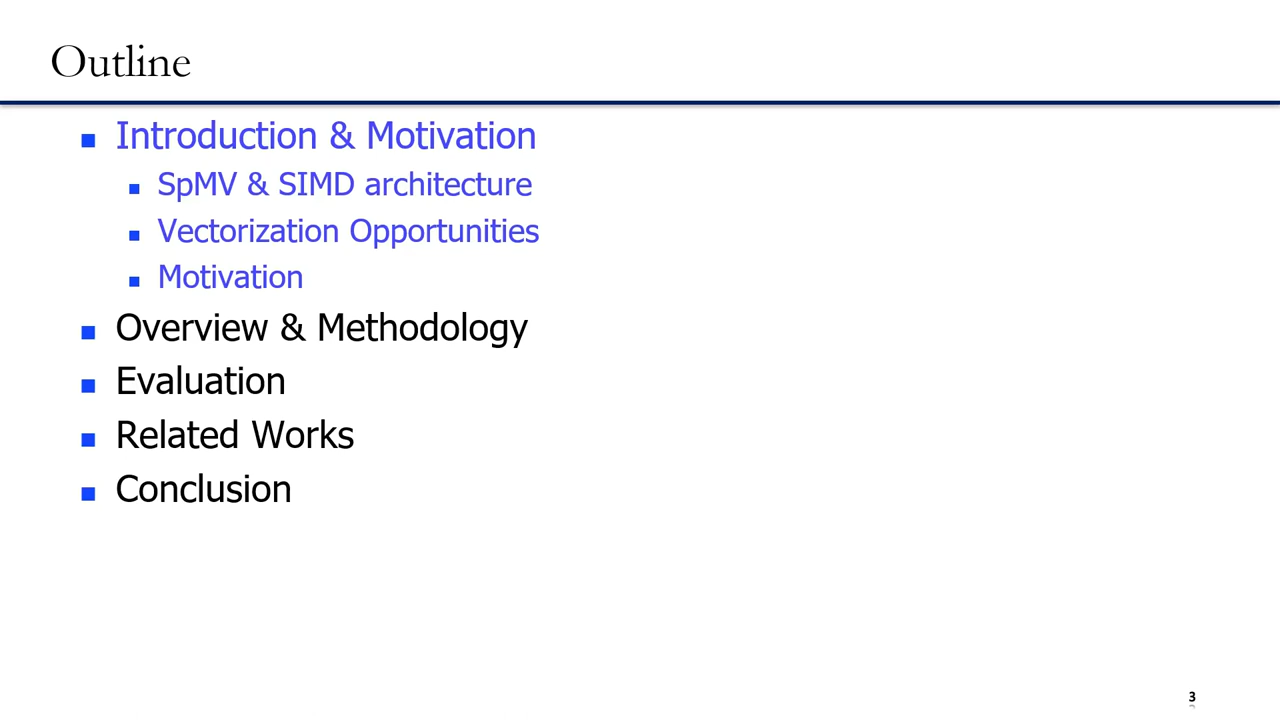 Outline
Introduction & Motivation
SpMV & SIMD architecture
Vectorization Opportunities
Motivation
Overview & Methodology
Evaluation
Related Works
Conclusion
3